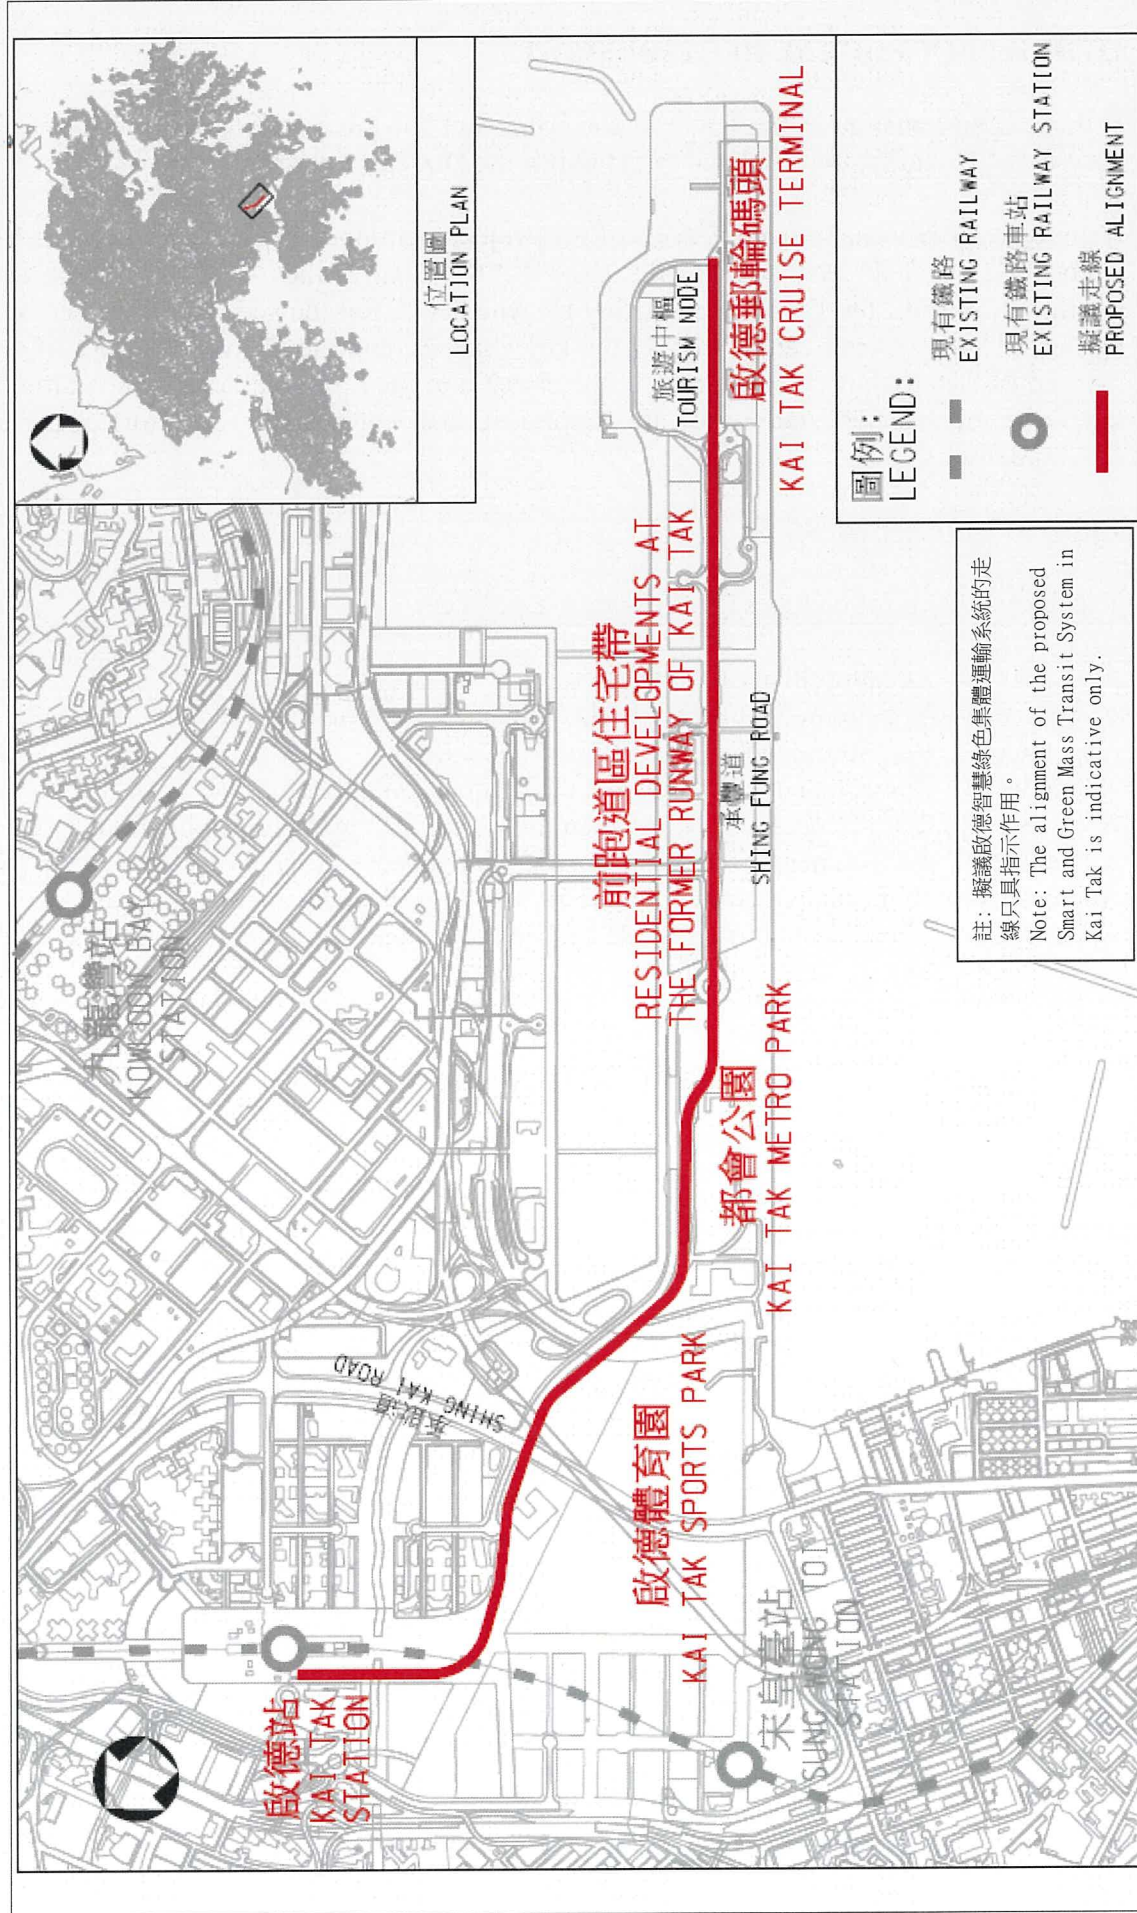 位置圖
LOCATION PLAN
九龍灣站
KOWLOON BAY
STATION
啟德站
KAI TAK
STATION
承啟道
SHING KAI ROAD
啟德體育園
KAI TAK SPORTS PARK
宋皇臺站
SUNG WONG TOI
STATION
都會公園
KAI TAK METRO PARK
前跑道區住宅帶
RESIDENTIAL DEVELOPMENTS AT
THE FORMER RUNWAY OF KAI TAK
承豐道
SHING FUNG ROAD
旅遊中樞
TOURISM NODE
啟德郵輪碼頭
KAI TAK CRUISE TERMINAL
註: 擬議啟德智慧綠色集體運輸系統的走
線只具指示作用。
Note: The alignment of the proposed
Smart and Green Mass Transit System in
Kai Tak is indicative only.
圖例:
LEGEND:
現有鐵路
EXISTING RAILWAY
現有鐵路車站
EXISTING RAILWAY STATION
擬議走線
PROPOSED ALIGNMENT